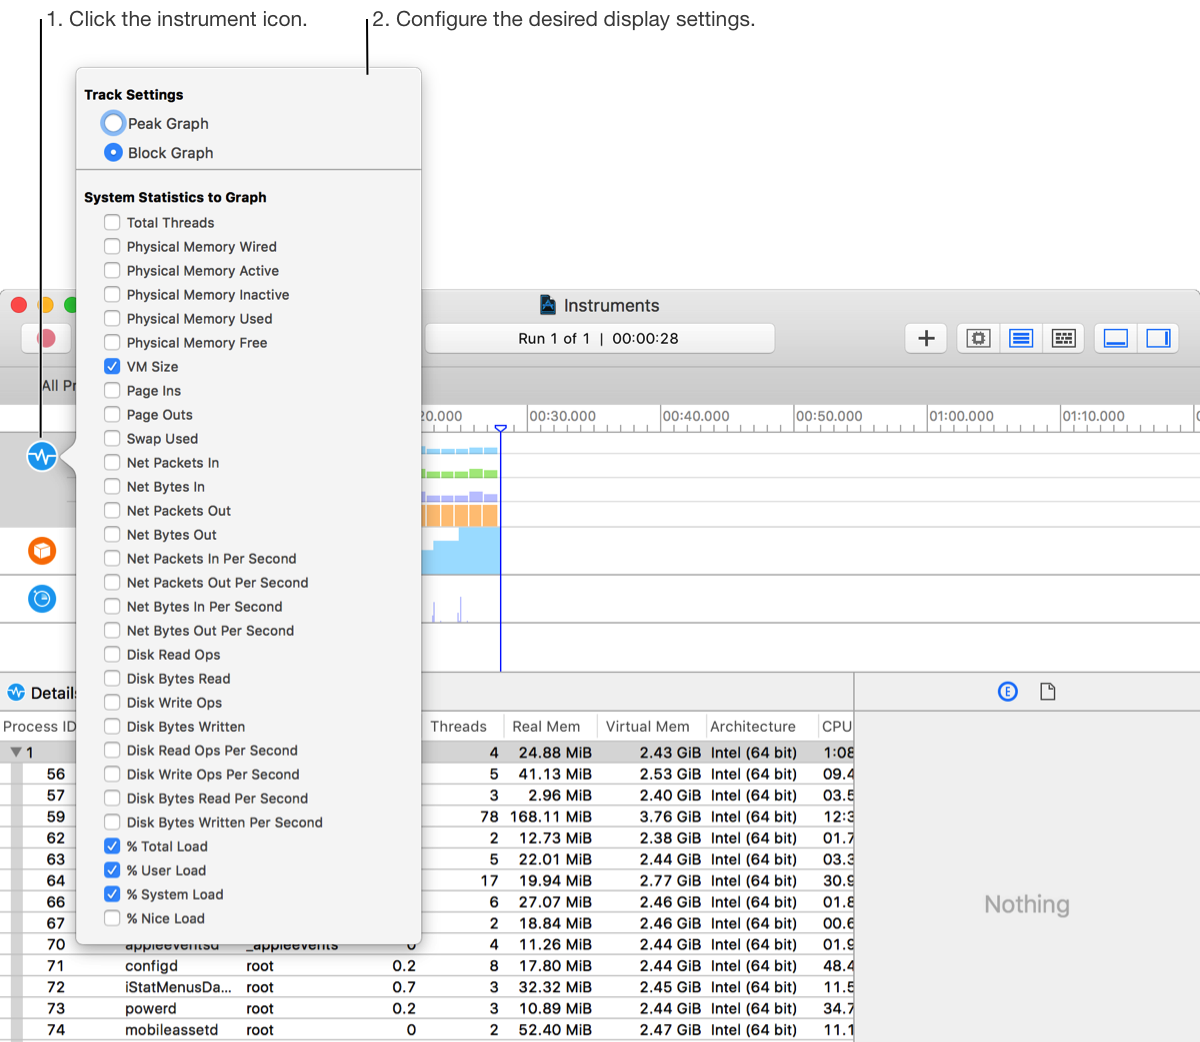 1. Click the instrument icon.
2. Configure the desired display settings.
Track Settings
Peak Graph
Block Graph
System Statistics to Graph
Total Threads
Physical Memory Wired
Physical Memory Active
Physical Memory Inactive
Physical Memory Used
Physical Memory Free
VM Size
Page Ins
Page Outs
Swap Used
Net Packets In
Net Bytes In
Net Packets Out
Net Bytes Out
Net Packets In Per Second
Net Packets Out Per Second
Net Bytes In Per Second
Net Bytes Out Per Second
Disk Read Ops
Disk Bytes Read
Disk Write Ops
Disk Bytes Written
Disk Read Ops Per Second
Disk Write Ops Per Second
Disk Bytes Read Per Second
Disk Bytes Written Per Second
% Total Load
% User Load
% System Load
% Nice Load
Instruments
Run 1 of 1 | 00:00:28
All Pr
20.000 00:30.000 00:40.000 00:50.000 01:00.000 01:10.000
Details
E
Process ID Threads Real Mem Virtual Mem Architecture CPU
1 4 24.88 MiB 2.43 GiB Intel (64 bit) 1:08
56 5 41.13 MiB 2.53 GiB Intel (64 bit) 09.4
57 3 2.96 MiB 2.40 GiB Intel (64 bit) 03.5
59 78 168.11 MiB 3.76 GiB Intel (64 bit) 12:3
62 2 12.73 MiB 2.38 GiB Intel (64 bit) 01.7
63 5 22.01 MiB 2.44 GiB Intel (64 bit) 03.3
64 17 19.94 MiB 2.77 GiB Intel (64 bit) 30.9
66 6 27.07 MiB 2.46 GiB Intel (64 bit) 01.8
67 2 18.84 MiB 2.46 GiB Intel (64 bit) 00.6
70 appleeventsd _appleevents 0 4 11.26 MiB 2.44 GiB Intel (64 bit) 01.9
71 configd root 0.2 8 17.80 MiB 2.44 GiB Intel (64 bit) 48.4
72 iStatMenusDa... root 0.7 3 32.32 MiB 2.45 GiB Intel (64 bit) 11.5
73 powerd root 0.2 3 10.89 MiB 2.44 GiB Intel (64 bit) 34.7
74 mobileassetd root 0 2 52.40 MiB 2.47 GiB Intel (64 bit) 11.1
Nothing